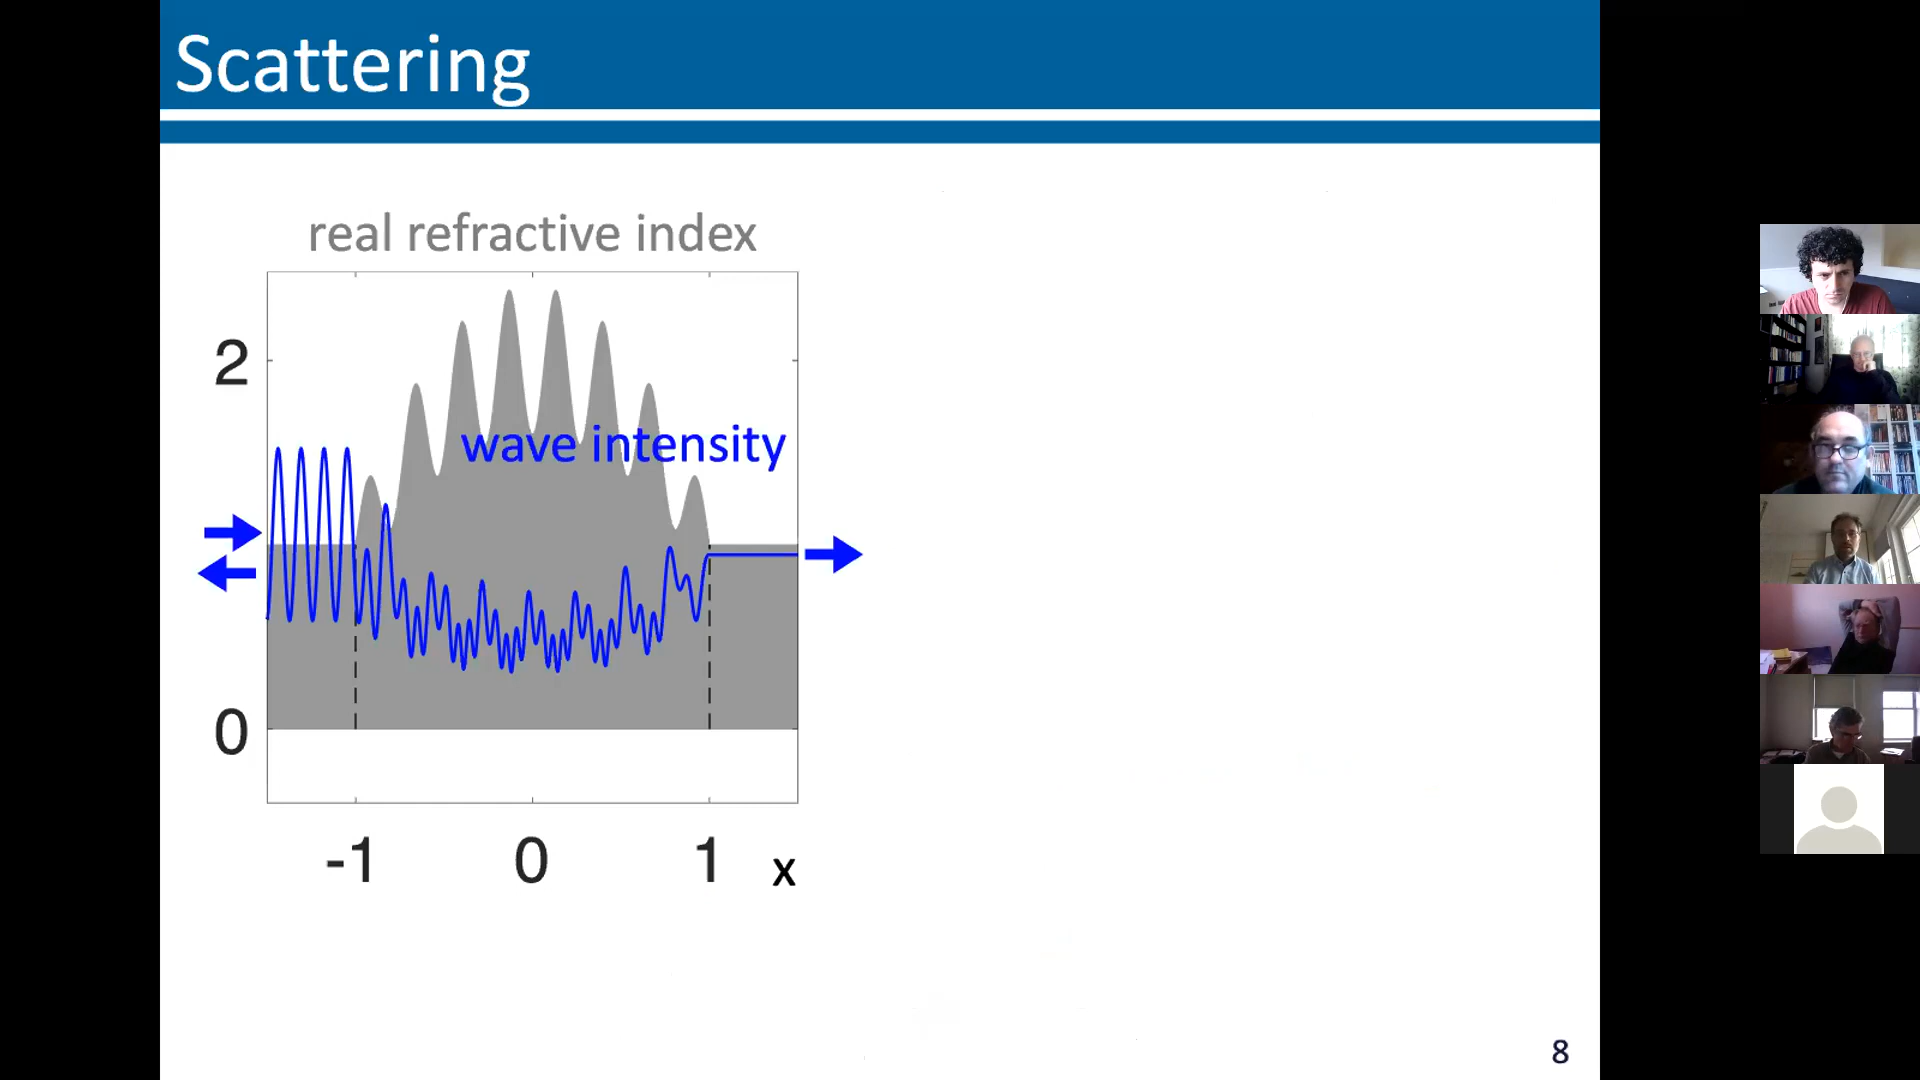 Scattering
real refractive index
2
wave intensity
0
-1 0 1 x
8